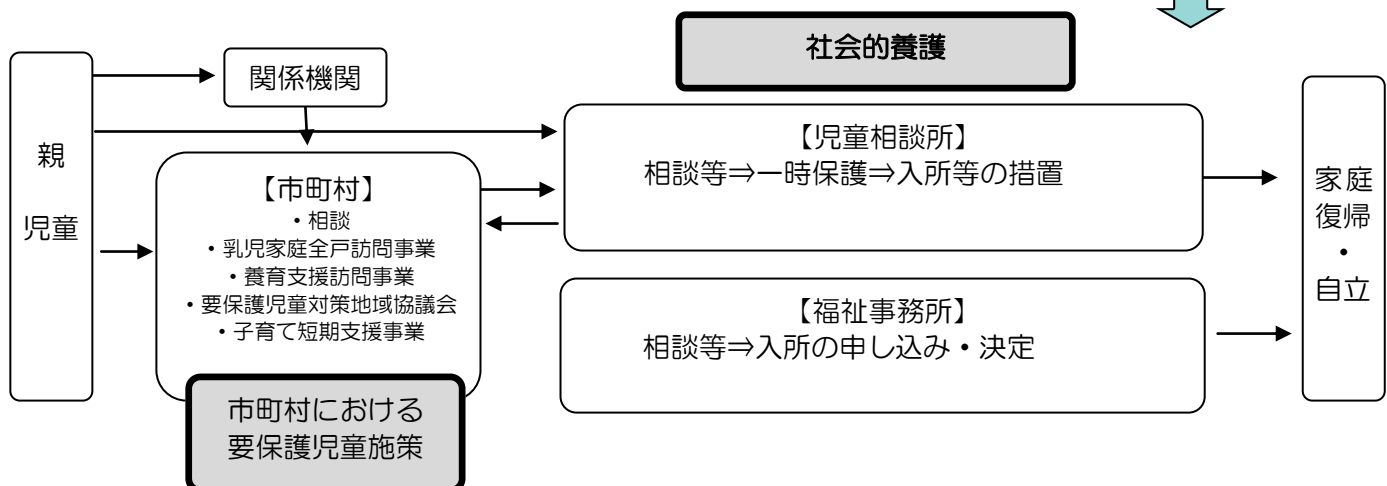 社会的養護
関係機関
親
児童
【市町村】
・相談
・乳児家庭全戸訪問事業
・養育支援訪問事業
・要保護児童対策地域協議会
・子育て短期支援事業
市町村における
要保護児童施策
【児童相談所】
相談等⇒一時保護⇒入所等の措置
【福祉事務所】
相談等⇒入所の申し込み・決定
家庭
復帰
・
自立